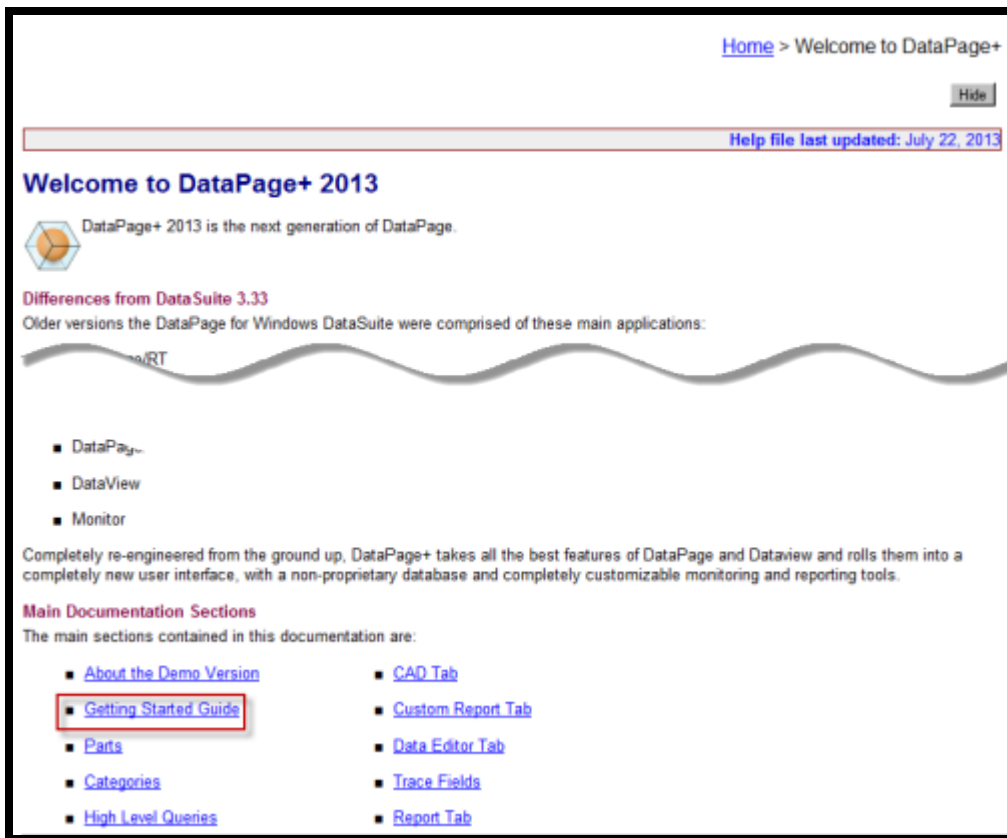 Home > Welcome to DataPage+
Hide
Help file last updated: July 22, 2013
Welcome to DataPage+ 2013
DataPage+ 2013 is the next generation of DataPage.
Differences from DataSuite 3.33
Older versions the DataPage for Windows DataSuite were comprised of these main applications:
/RT
■ DataPage
■ DataView
■ Monitor
Completely re-engineered from the ground up, DataPage+ takes all the best features of DataPage and Dataview and rolls them into a
completely new user interface, with a non-proprietary database and completely customizable monitoring and reporting tools.
Main Documentation Sections
The main sections contained in this documentation are:
■ About the Demo Version
■ Getting Started Guide
■ Parts
■ Categories
■ High Level Queries
■ CAD Tab
■ Custom Report Tab
■ Data Editor Tab
■ Trace Fields
■ Report Tab